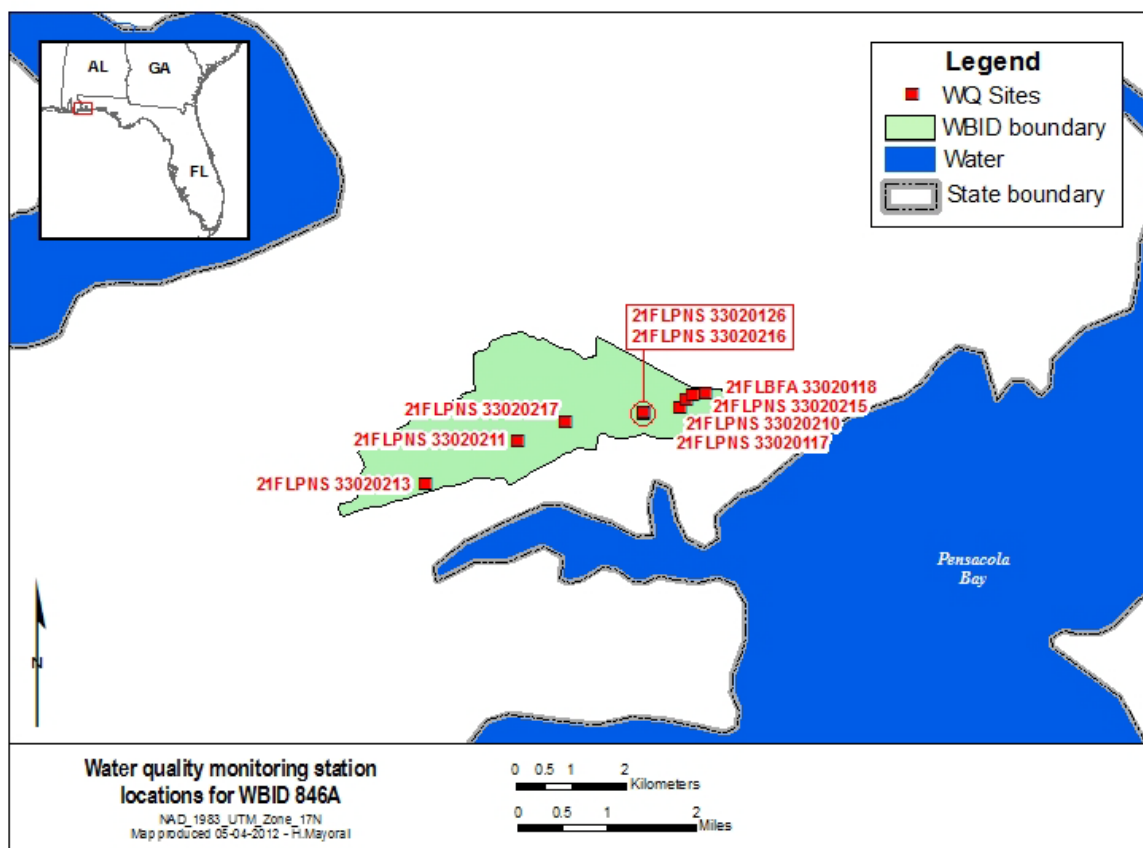 AL
GA
FL
Legend
WQ Sites
WBID boundary
Water
State boundary
21FLPNS 33020126
21FLPNS 33020216
21FLBFA 33020118
21FLPNS 33020215
21FLPNS 33020210
21FLPNS 33020117
21FLPNS 33020217
21FLPNS 33020211
21FLPNS 33020213
Pensacola
Bay
N
Water quality monitoring station
locations for WBID 846A
NAD_1983_UTM_Zone_17N
Map produced 05-04-2012 - H.Mayorall
0 0.5 1 2
Kilometers
0 0.5 1 2
Miles